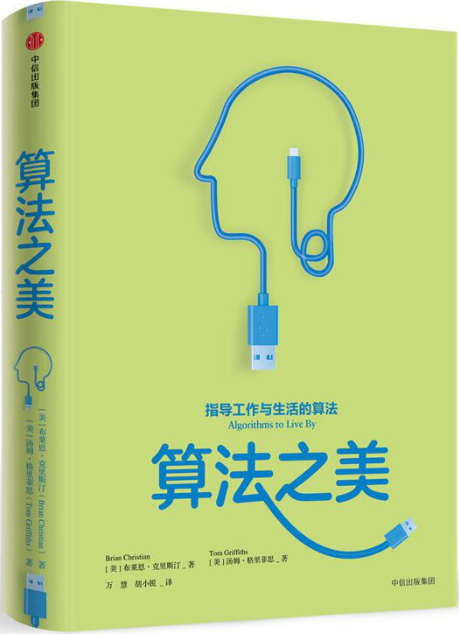 中信出版集团
算法之美
[美]布莱恩·克里斯汀(Brian Christian) 著
[美]汤姆·格里菲思(Tom Griffiths) 著
指导工作与生活的算法
Algorithms to Live By
算法之美
Brian Christian
[美]布莱恩·克里斯汀_著
Tom Griffiths
[美]汤姆·格里菲思_著
万慧 胡小锐_译
中信出版集团